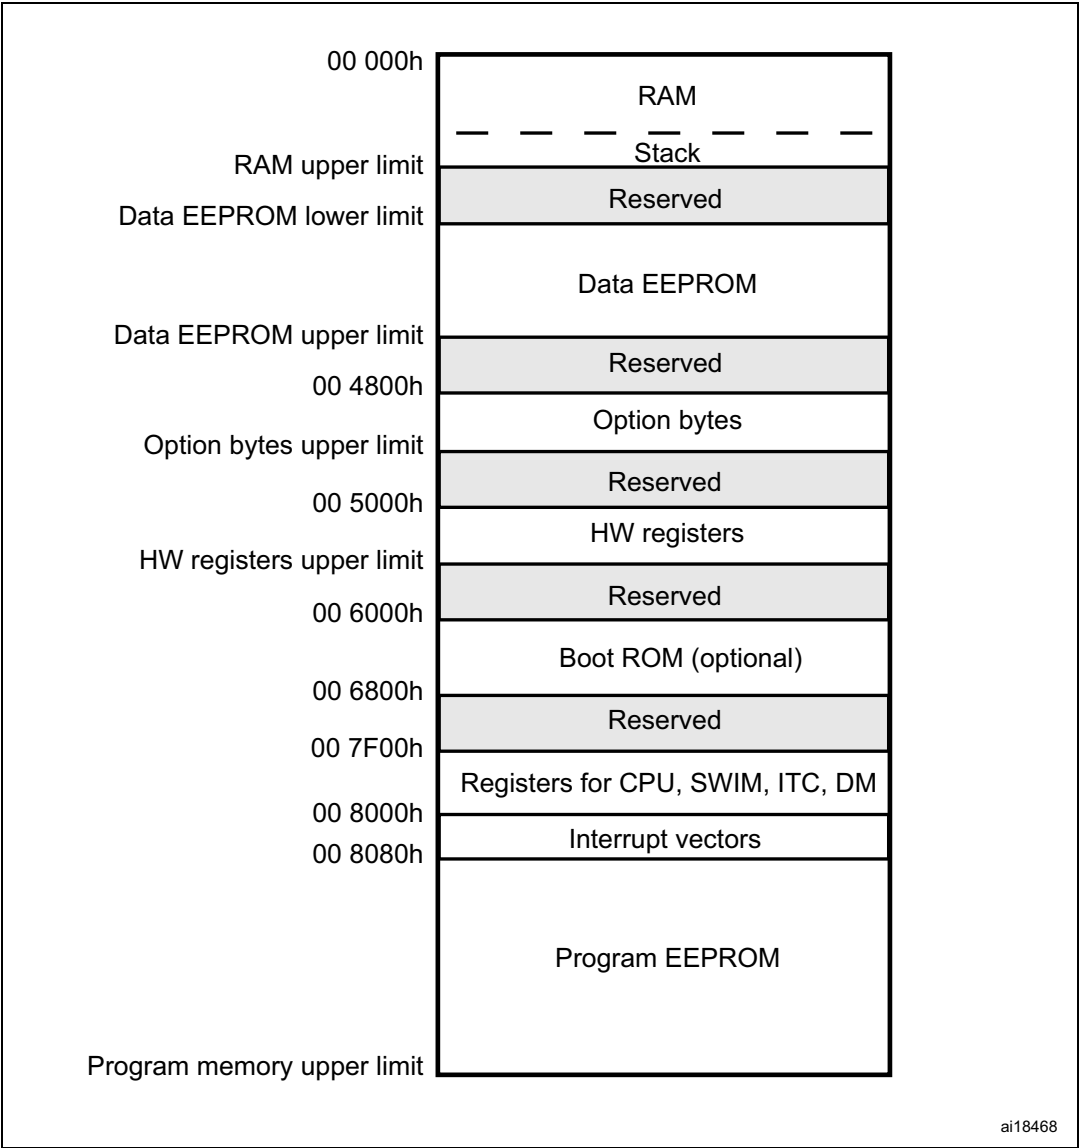 00 000h
RAM
Stack
RAM upper limit
Reserved
Data EEPROM lower limit
Data EEPROM
Data EEPROM upper limit
Reserved
00 4800h
Option bytes
Option bytes upper limit
Reserved
00 5000h
HW registers
HW registers upper limit
Reserved
00 6000h
Boot ROM (optional)
00 6800h
Reserved
00 7F00h
Registers for CPU, SWIM, ITC, DM
00 8000h
Interrupt vectors
00 8080h
Program EEPROM
Program memory upper limit
ai18468